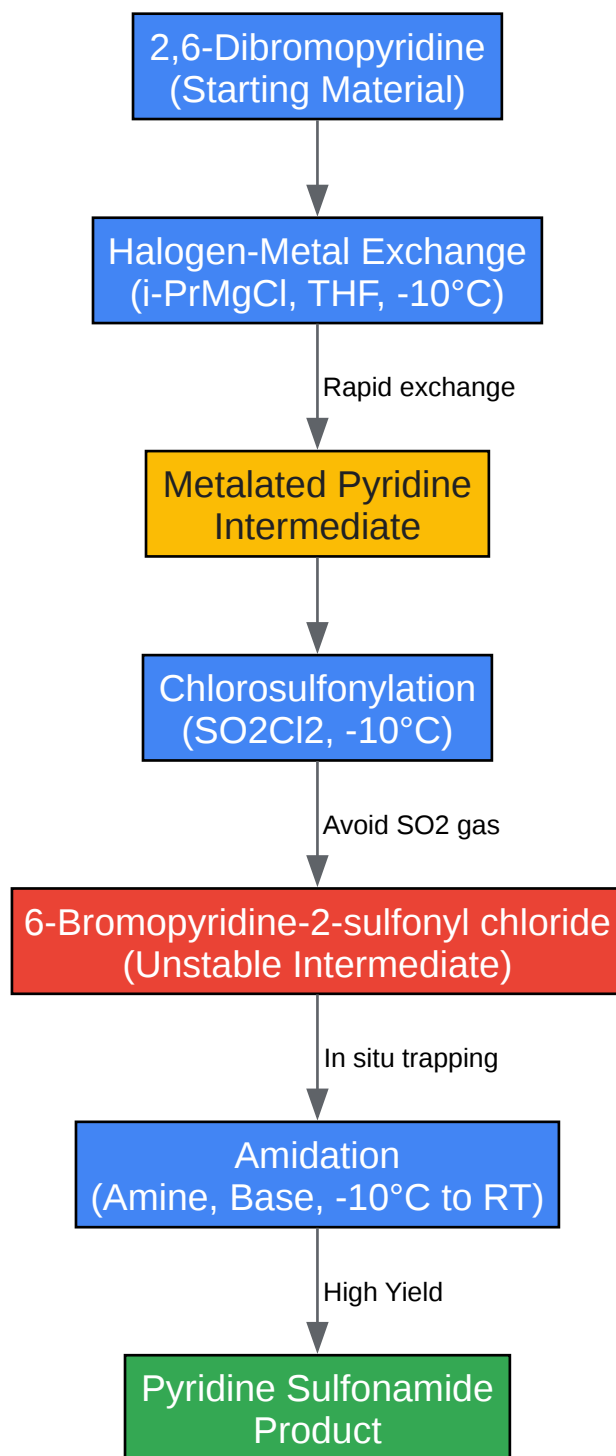 2,6-Dibromopyridine
(Starting Material)
Halogen-Metal Exchange
(i-PrMgCl, THF, -10°C)
Rapid exchange
Metalated Pyridine
Intermediate
Chlorosulfonylation
(SO2Cl2, -10°C)
Avoid SO2 gas
6-Bromopyridine-2-sulfonyl chloride
(Unstable Intermediate)
In situ trapping
Amidation
(Amine, Base, -10°C to RT)
High Yield
Pyridine Sulfonamide
Product